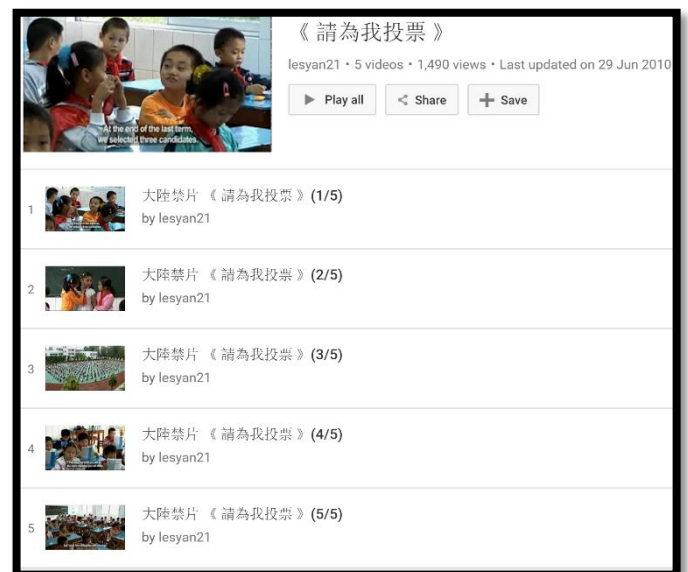 《 請為我投票 》
lesyan21 • 5 videos • 1,490 views • Last updated on 29 Jun 2010
Play all
Share
Save
At the end of the last term,
we selected three candidates.
1
大陸禁片 《 請為我投票 》(1/5)
by lesyan21
2
大陸禁片 《 請為我投票 》(2/5)
by lesyan21
3
大陸禁片 《 請為我投票 》(3/5)
by lesyan21
4
大陸禁片 《 請為我投票 》(4/5)
by lesyan21
5
大陸禁片 《 請為我投票 》(5/5)
by lesyan21